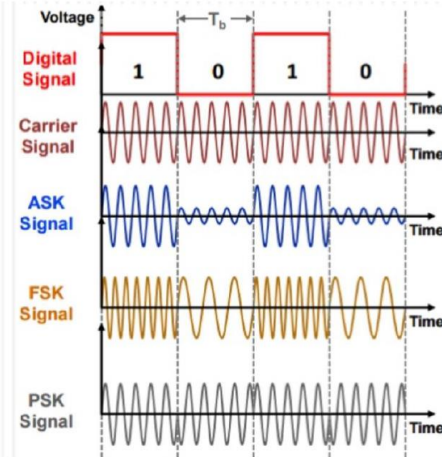 Voltage
T_b
Digital
Signal
1 0 1 0
Time
Carrier
Signal
Time
ASK
Signal
Time
FSK
Signal
Time
PSK
Signal
Time